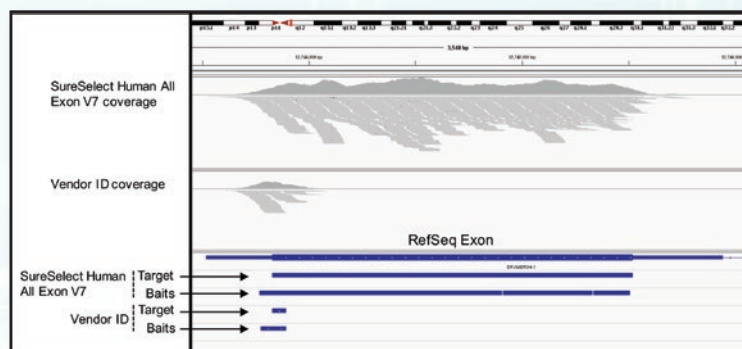 3,548 bp
SureSelect Human All
Exon V7 coverage
Vendor ID coverage
RefSeq Exon
SureSelect Human
All Exon V7
Target
Baits
Vendor ID
Target
Baits